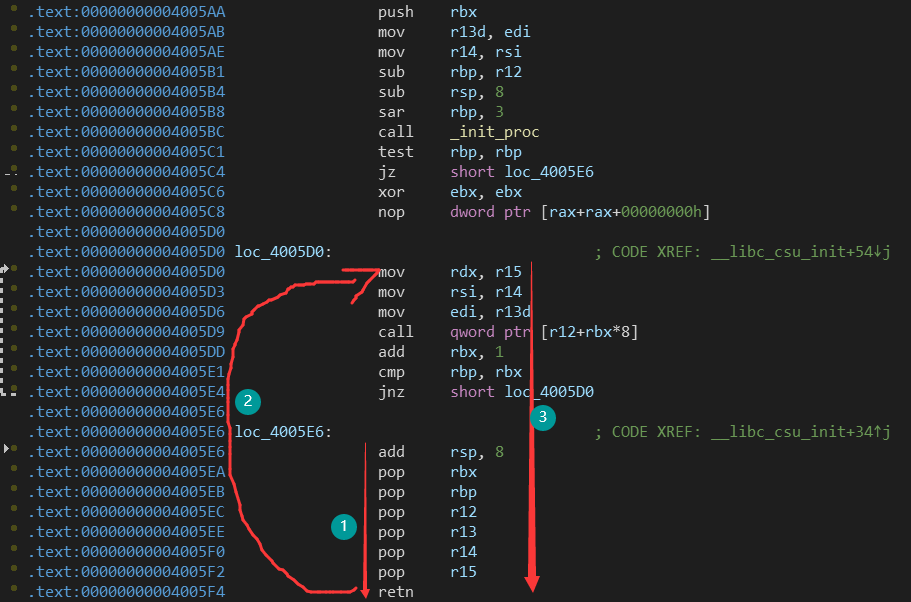 .text:00000000004005AA push rbx
.text:00000000004005AB mov r13d, edi
.text:00000000004005AE mov r14, rsi
.text:00000000004005B1 sub rbp, r12
.text:00000000004005B4 sub rsp, 8
.text:00000000004005B8 sar rbp, 3
.text:00000000004005BC call _init_proc
.text:00000000004005C1 test rbp, rbp
.text:00000000004005C4 jz short loc_4005E6
.text:00000000004005C6 xor ebx, ebx
.text:00000000004005C8 nop dword ptr [rax+rax+00000000h]
.text:00000000004005D0
.text:00000000004005D0 loc_4005D0: ; CODE XREF: __libc_csu_init+54↓j
.text:00000000004005D0 mov rdx, r15
.text:00000000004005D3 mov rsi, r14
.text:00000000004005D6 mov edi, r13d
.text:00000000004005D9 call qword ptr [r12+rbx*8]
.text:00000000004005DD add rbx, 1
.text:00000000004005E1 cmp rbp, rbx
.text:00000000004005E4 jnz short loc_4005D0
2
.text:00000000004005E6
3
.text:00000000004005E6 loc_4005E6: ; CODE XREF: __libc_csu_init+34↑j
.text:00000000004005E6 add rsp, 8
.text:00000000004005EA pop rbx
.text:00000000004005EB pop rbp
.text:00000000004005EC pop r12
1
.text:00000000004005EE pop r13
.text:00000000004005F0 pop r14
.text:00000000004005F2 pop r15
.text:00000000004005F4 retn